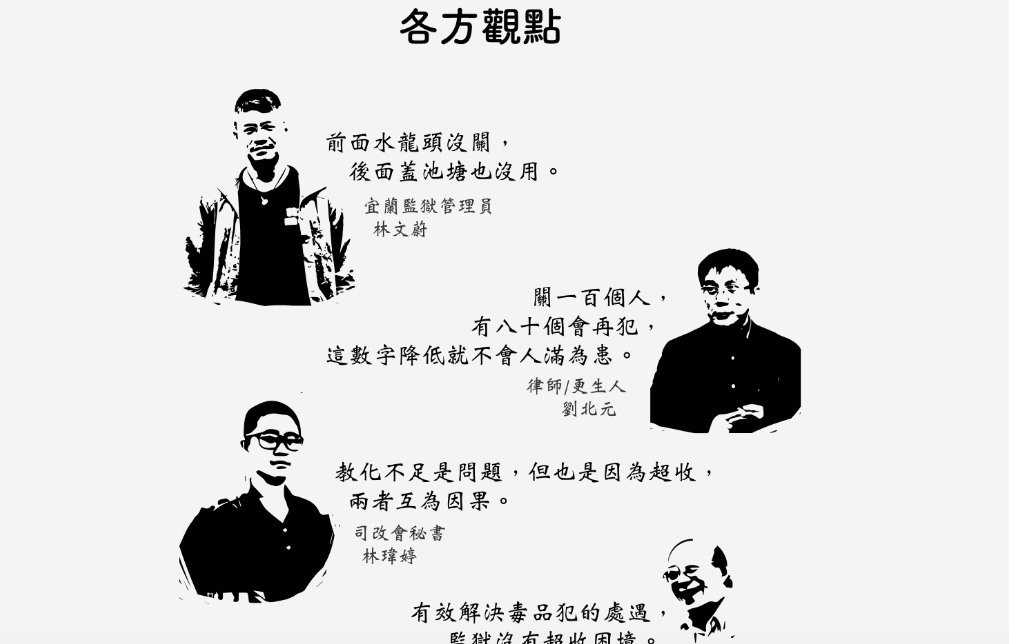 各方觀點
前面水龍頭沒關，
後面蓋池塘也沒用。
宜蘭監獄管理員
林文蔚
關一百個人，
有八十個會再犯，
這數字降低就不會人滿為患。
律師/更生人
劉北元
教化不足是問題，但也是因為超收，
兩者互為因果。
司改會秘書
林瑋婷
有效解決毒品犯的處遇，
監獄沒有超收困境。